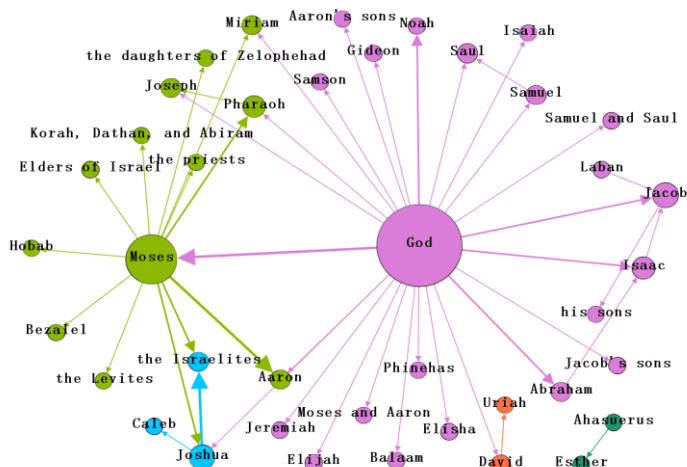 Aaron's sons
Noah
Miriam
Isaiah
the daughters of Zelophehad
Gideon
Saul
Joseph
Samson
Samuel
Pharaoh
Samuel and Saul
Korah, Dathan, and Abiram
the priests
Laban
Elders of Israel
Jacob
God
Hobab
Moses
Isaac
his sons
Bezalel
the Israelites
Phinehas
Jacob's sons
the Levites
Aaron
Abraham
Uriah
Moses and Aaron
Ahasuerus
Caleb
Jeremiah
Elisha
Joshua
Elijah
Balaam
David
Esther